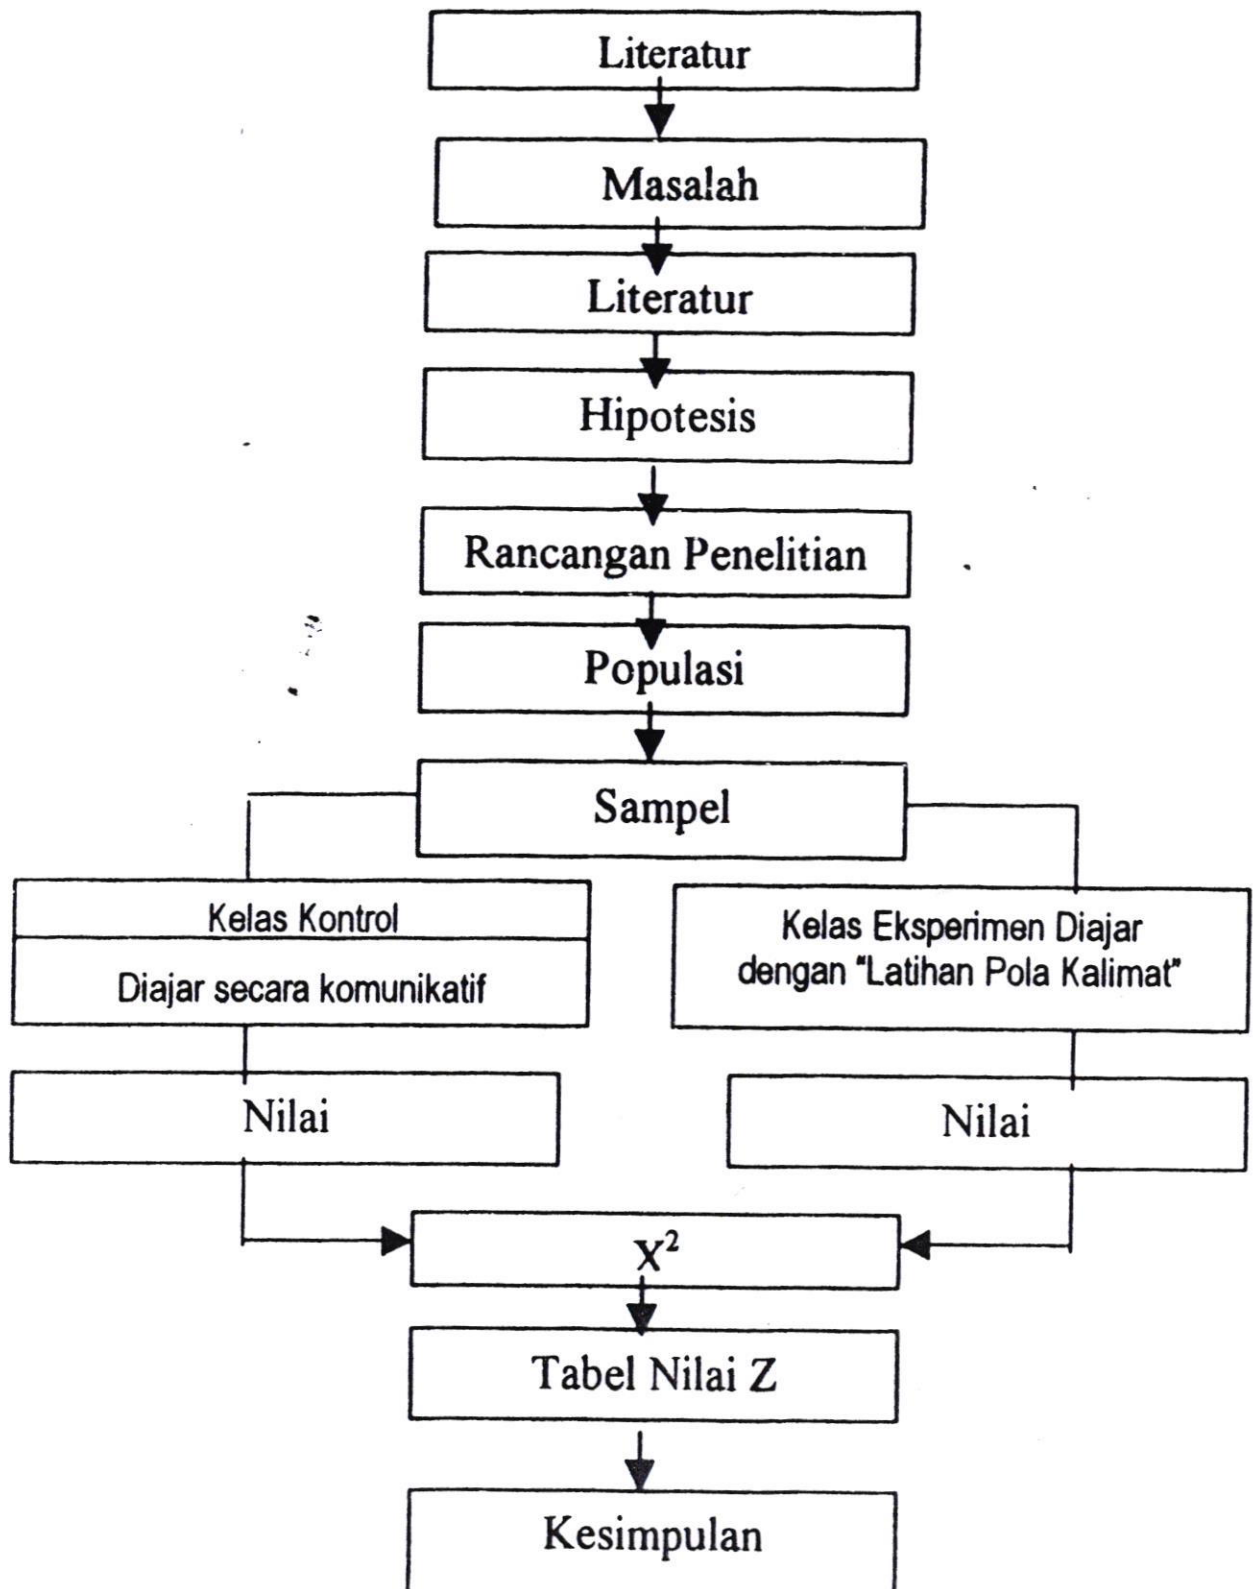 Literatur
Masalah
Literatur
Hipotesis
Rancangan Penelitian
Populasi
Sampel
Kelas Kontrol
Diajar secara komunikatif
Kelas Eksperimen Diajar
dengan "Latihan Pola Kalimat"
Nilai
Nilai
X²
Tabel Nilai Z
Kesimpulan